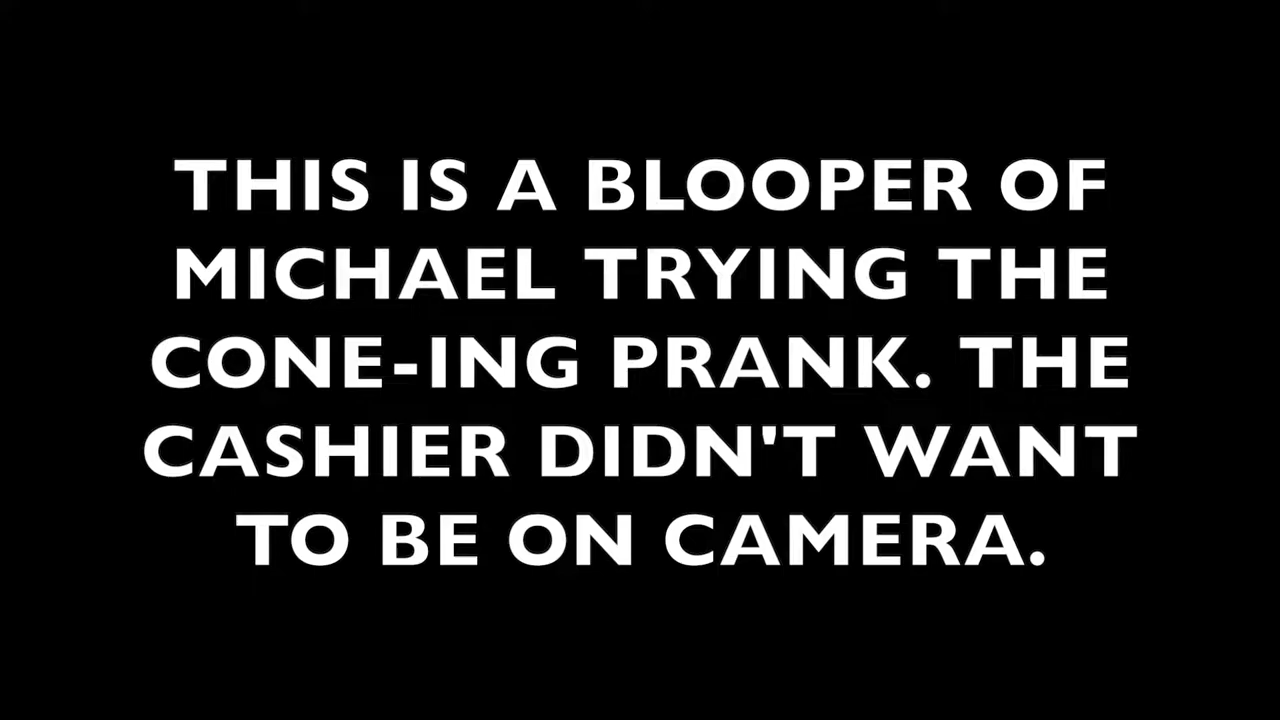 THIS IS A BLOOPER OF
MICHAEL TRYING THE
CONE-ING PRANK. THE
CASHIER DIDN'T WANT
TO BE ON CAMERA.